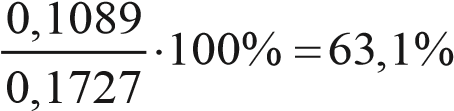 0,1089/0,1727 · 100% = 63,1%